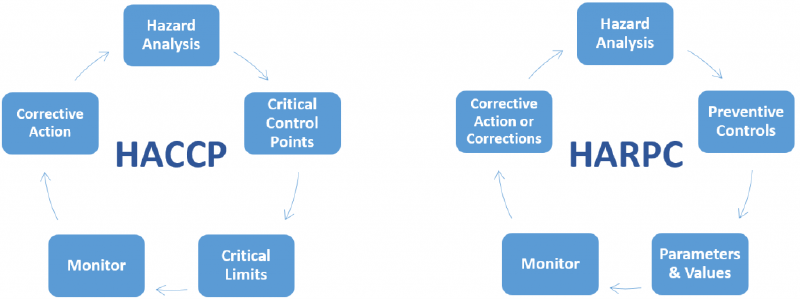 Hazard
Analysis
Critical
Control
Points
Critical
Limits
Monitor
Corrective
Action
HACCP
Hazard
Analysis
Preventive
Controls
Parameters
& Values
Monitor
Corrective
Action or
Corrections
HARPC